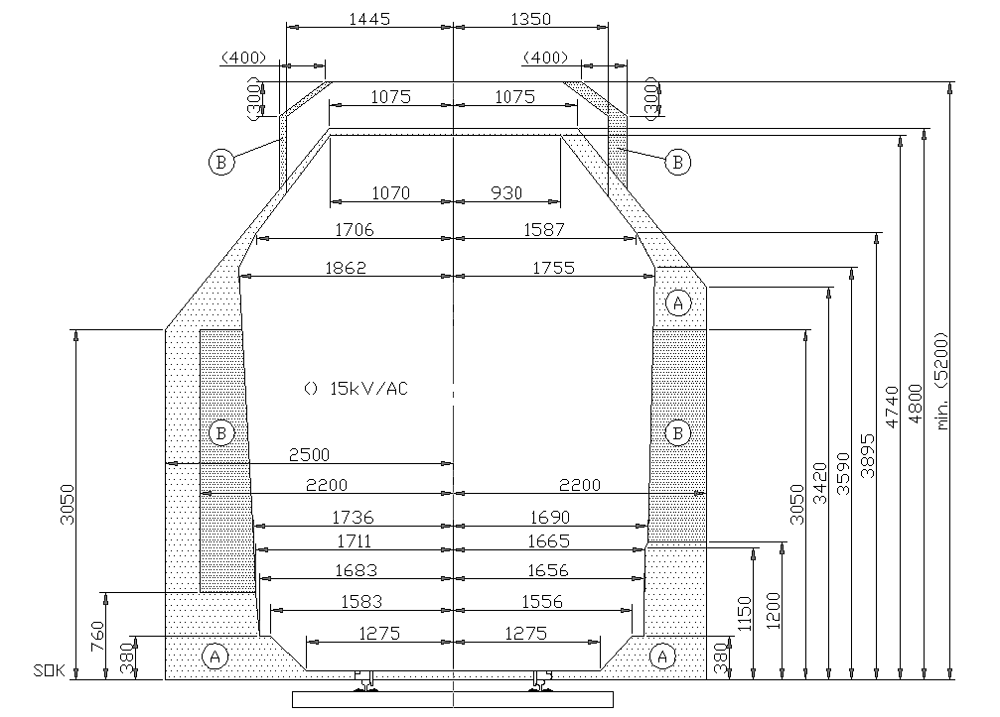 1445 1350
(400) (400)
(300) 1075 1075 (300)
B B
1070 930
1706 1587
1862 1755
A
() 15kV/AC
min. (5200)
4800
4740
3895
3590
3420
3050
B B
2500
3050
2200 2200
1736 1690
1711 1665
1683 1656
1583 1556
1200
1150
760
1275 1275
380 A A 380
SOK